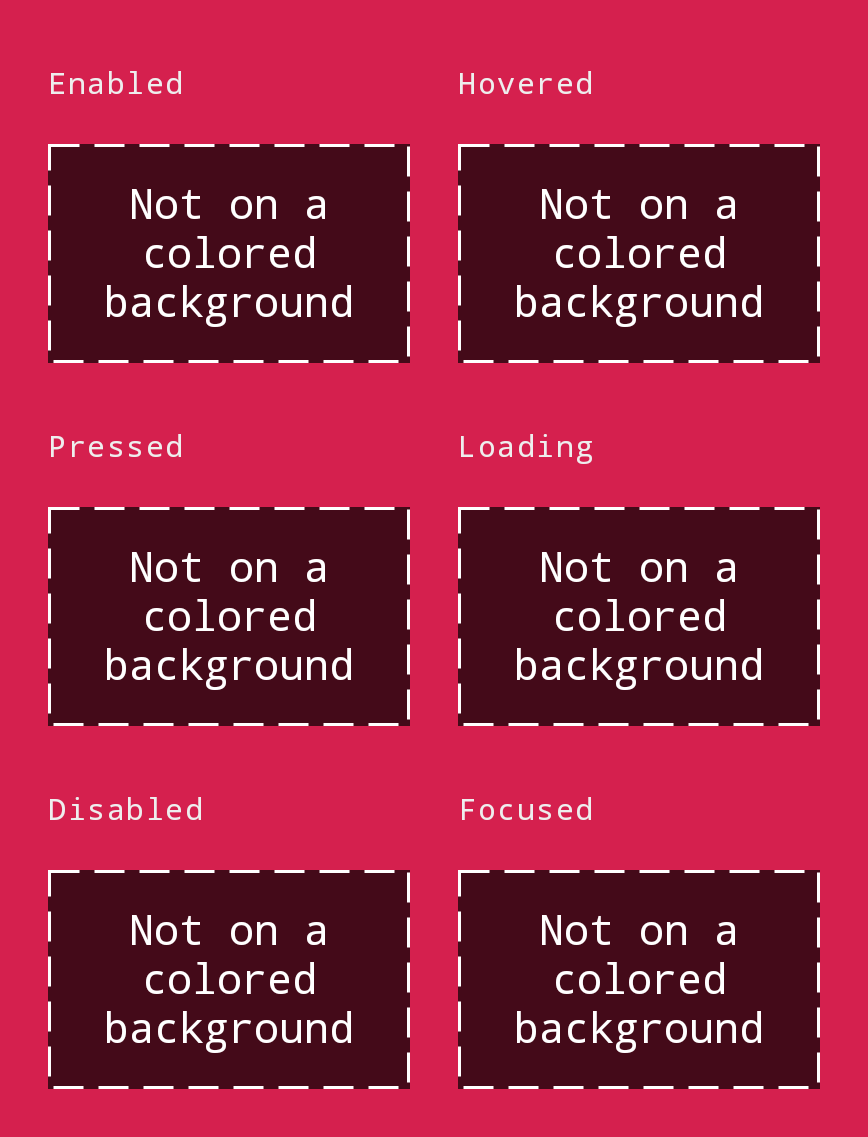 Enabled
Hovered
Not on a
colored
background
Not on a
colored
background
Pressed
Loading
Not on a
colored
background
Not on a
colored
background
Disabled
Focused
Not on a
colored
background
Not on a
colored
background